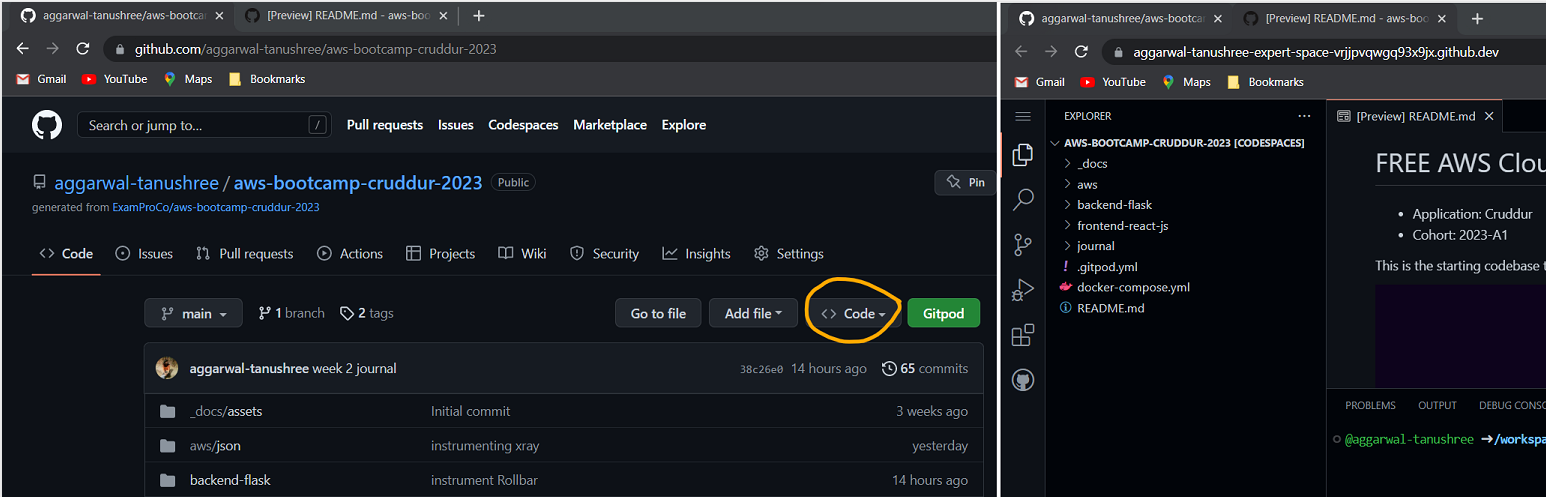 aggarwal-tanushree/aws-bootca
[Preview] README.md - aws-boo
github.com/aggarwal-tanushree/aws-bootcamp-cruddur-2023
Gmail YouTube Maps Bookmarks
Search or jump to... /
Pull requests Issues Codespaces Marketplace Explore
aggarwal-tanushree / aws-bootcamp-cruddur-2023 Public
Pin
generated from ExamProCo/aws-bootcamp-cruddur-2023
Code Issues Pull requests Actions Projects Wiki Security Insights Settings
main 1 branch 2 tags Go to file Add file Code Gitpod
aggarwal-tanushree week 2 journal 38c26e0 14 hours ago 65 commits
_docs/assets Initial commit 3 weeks ago
aws/json instrumenting xray yesterday
backend-flask instrument Rollbar 14 hours ago
aggarwal-tanushree/aws-bootca
[Preview] README.md - aws-boo
aggarwal-tanushree-expert-space-vrjjpvqwgq93x9jx.github.dev
Gmail YouTube Maps Bookmarks
EXPLORER
AWS-BOOTCAMP-CRUDDUR-2023 [CODESPACES]
_docs
aws
backend-flask
frontend-react-js
journal
.gitpod.yml
docker-compose.yml
README.md
[Preview] README.md
FREE AWS Clou
Application: Cruddur
Cohort: 2023-A1
This is the starting codebase t
PROBLEMS OUTPUT DEBUG CONSO
@aggarwal-tanushree ➜/workspa